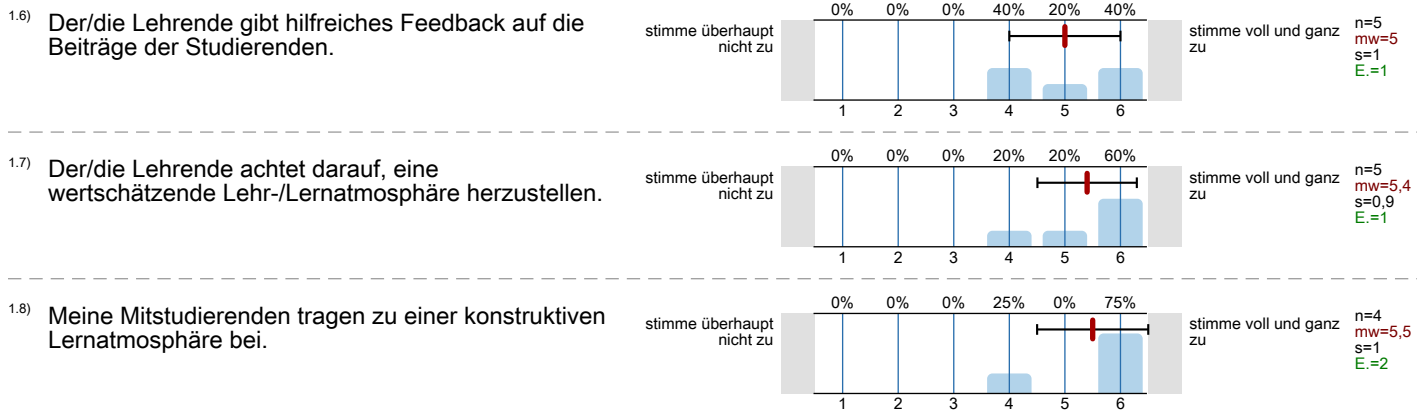 1.6) Der/die Lehrende gibt hilfreiches Feedback auf die
Beiträge der Studierenden.
stimme überhaupt
nicht zu
0% 0% 0% 40% 20% 40%
1 2 3 4 5 6
stimme voll und ganz
zu
n=5
mw=5
s=1
E.=1
1.7) Der/die Lehrende achtet darauf, eine
wertschätzende Lehr-/Lernatmosphäre herzustellen.
stimme überhaupt
nicht zu
0% 0% 0% 20% 20% 60%
1 2 3 4 5 6
stimme voll und ganz
zu
n=5
mw=5,4
s=0,9
E.=1
1.8) Meine Mitstudierenden tragen zu einer konstruktiven
Lernatmosphäre bei.
stimme überhaupt
nicht zu
0% 0% 0% 25% 0% 75%
1 2 3 4 5 6
stimme voll und ganz
zu
n=4
mw=5,5
s=1
E.=2